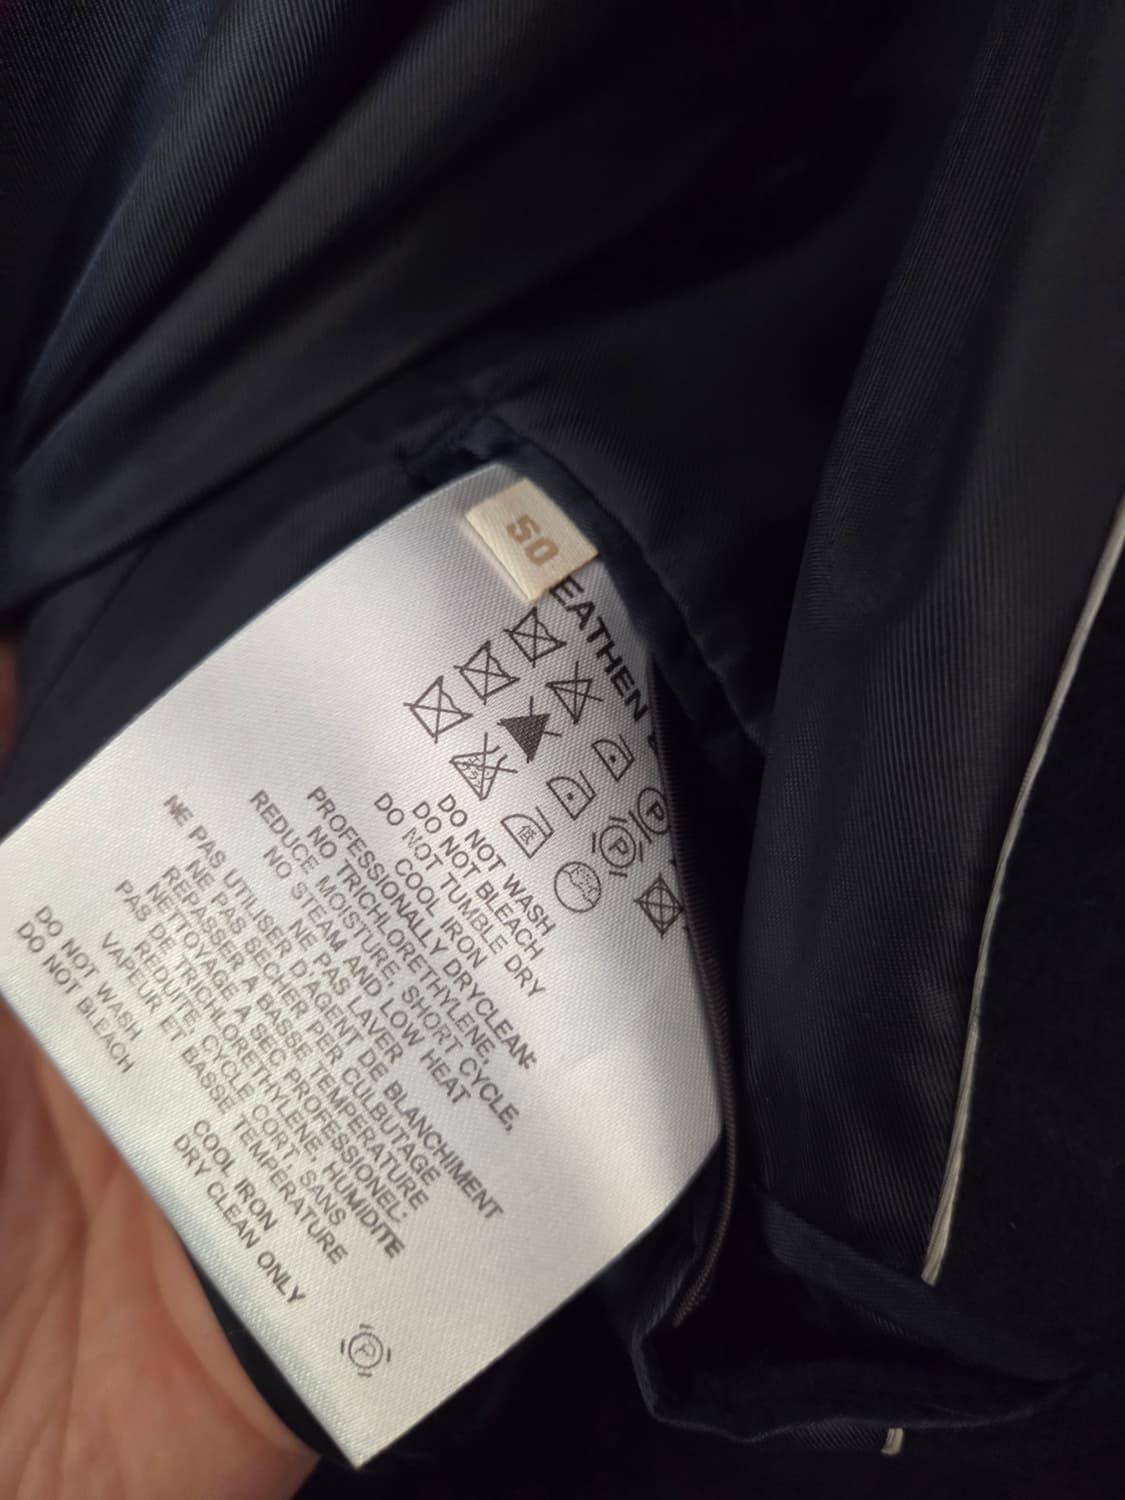 50
EATHEN
DO NOT WASH
DO NOT BLEACH
DO NOT TUMBLE DRY
COOL IRON
PROFESSIONALLY DRYCLEAN:
NO TRICHLORETHYLENE,
REDUCE MOISTURE, SHORT CYCLE,
NO STEAM AND LOW HEAT
NE PAS LAVER
NE PAS UTILISER D'AGENT DE BLANCHIMENT
NE PAS SECHER PER CULBUTAGE
REPASSER A BASSE TEMPERATURE
NETTOYAGE A SEC PROFESSIONEL:
PAS DE TRICHLORETHYLENE, HUMIDITE
REDUITE, CYCLE CORT, SANS
VAPEUR ET BASSE TEMPERATURE
DO NOT WASH
DO NOT BLEACH
COOL IRON
DRY CLEAN ONLY